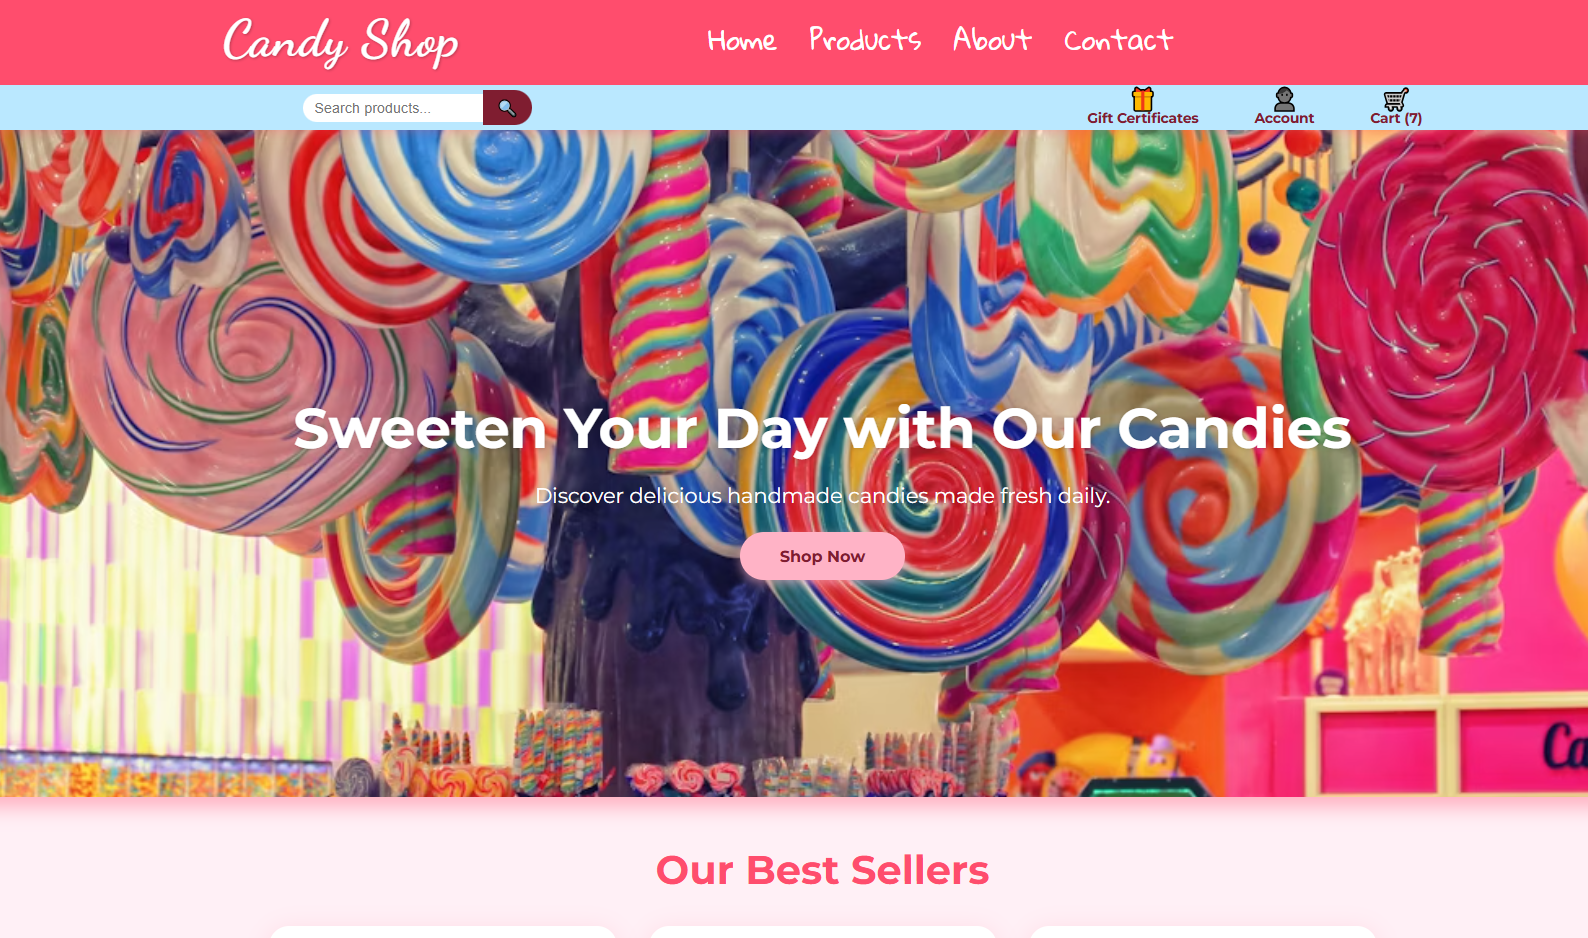 Candy Shop
Home Products About Contact
Search products...
Gift Certificates Account Cart (7)
Sweeten Your Day with Our Candies
Discover delicious handmade candies made fresh daily.
Shop Now
Our Best Sellers